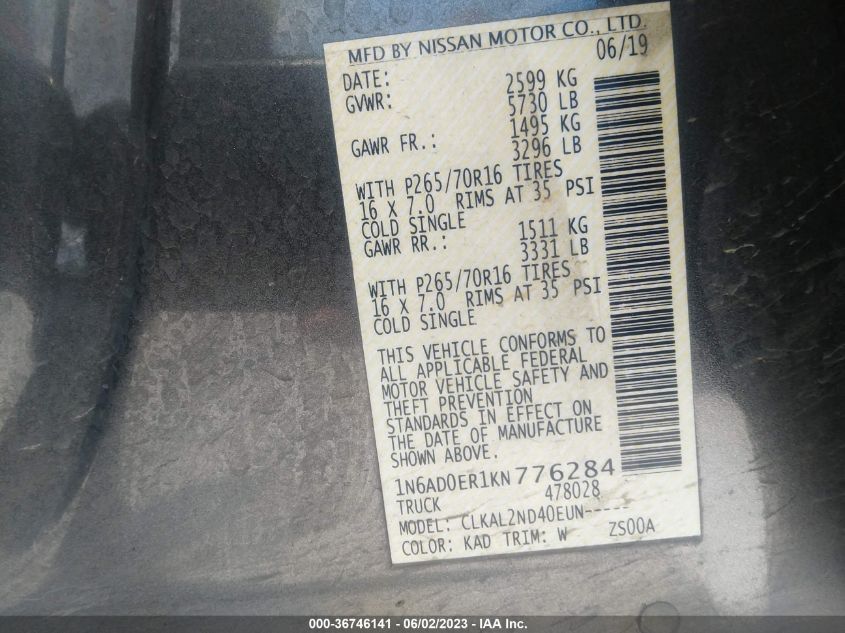 MFD BY NISSAN MOTOR CO., LTD.
DATE: 06/19
GVWR: 2599 KG
5730 LB
GAWR FR.: 1495 KG
3296 LB
WITH P265/70R16 TIRES
16 X 7.0 RIMS AT 35 PSI
COLD SINGLE
GAWR RR.: 1511 KG
3331 LB
WITH P265/70R16 TIRES
16 X 7.0 RIMS AT 35 PSI
COLD SINGLE
THIS VEHICLE CONFORMS TO
ALL APPLICABLE FEDERAL
MOTOR VEHICLE SAFETY AND
THEFT PREVENTION
STANDARDS IN EFFECT ON
THE DATE OF MANUFACTURE
SHOWN ABOVE.
1N6AD0ER1KN776284
TRUCK 478028
MODEL: CLKAL2ND40EUN-----
COLOR: KAD TRIM: W ZS00A
000-36746141 - 06/02/2023 - IAA Inc.